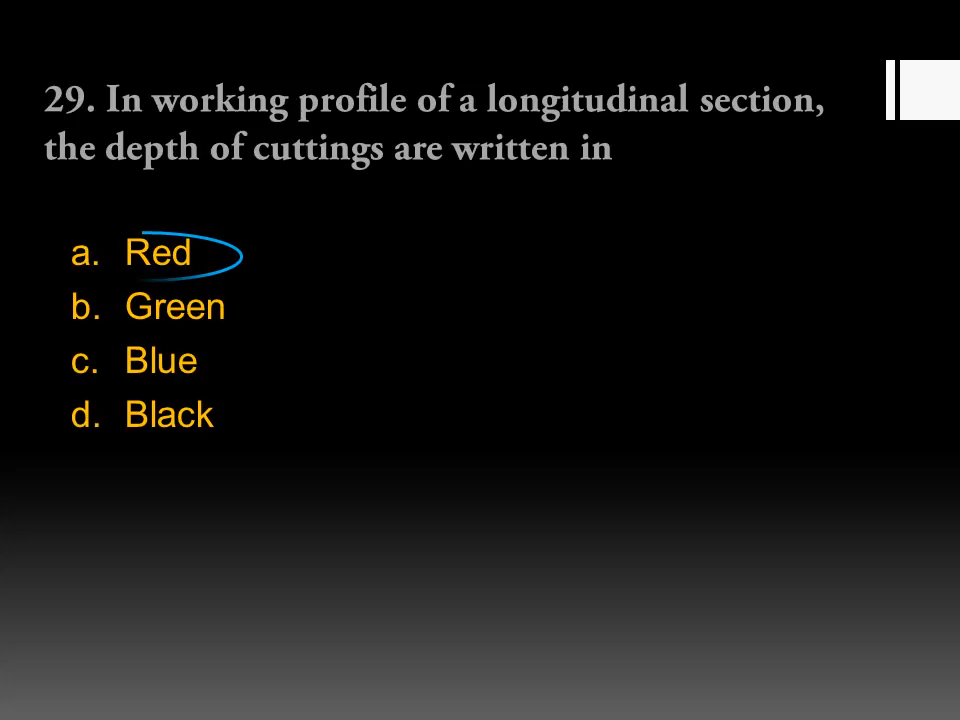 29. In working profile of a longitudinal section,
the depth of cuttings are written in
a. Red
b. Green
c. Blue
d. Black